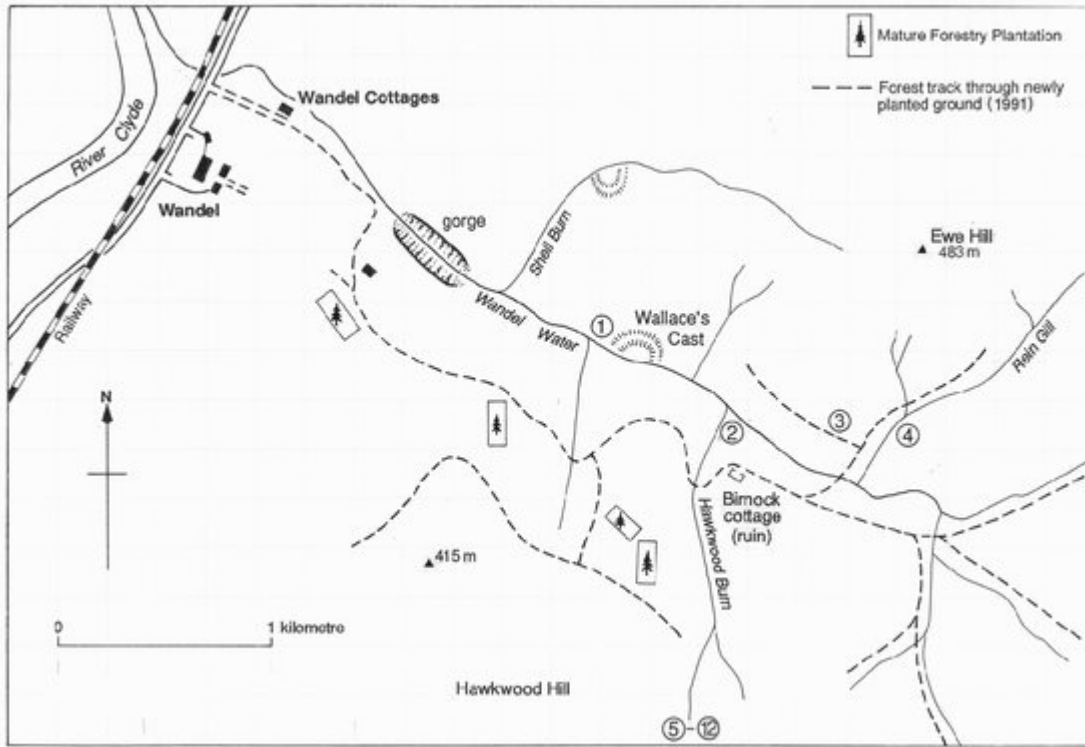 Mature Forestry Plantation
Forest track through newly
planted ground (1991)
River Clyde
Wandel Cottages
Wandel
Railway
gorge
Sheil Burn
Ewe Hill
483 m
Wandel Water
①
Wallace's
Cast
Rein Gill
N
②
③
④
Birnock
cottage
(ruin)
415 m
Hawkwood Burn
0
1 kilometre
Hawkwood Hill
⑤-⑫